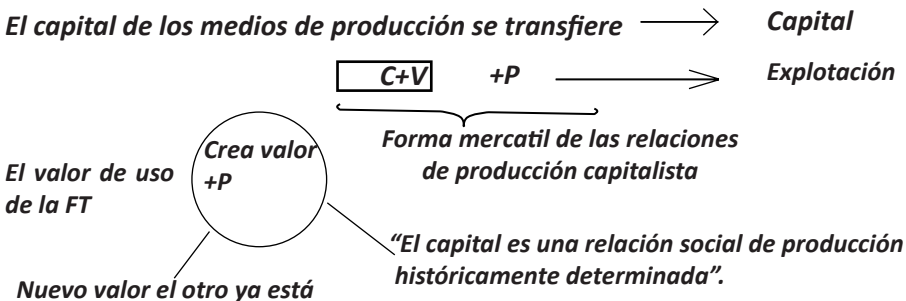 El capital de los medios de producción se transfiere
Capital
C+V +P
Explotación
Forma mercatil de las relaciones
de producción capitalista
Crea valor
+P
El valor de uso
de la FT
"El capital es una relación social de producción
históricamente determinada".
Nuevo valor el otro ya está